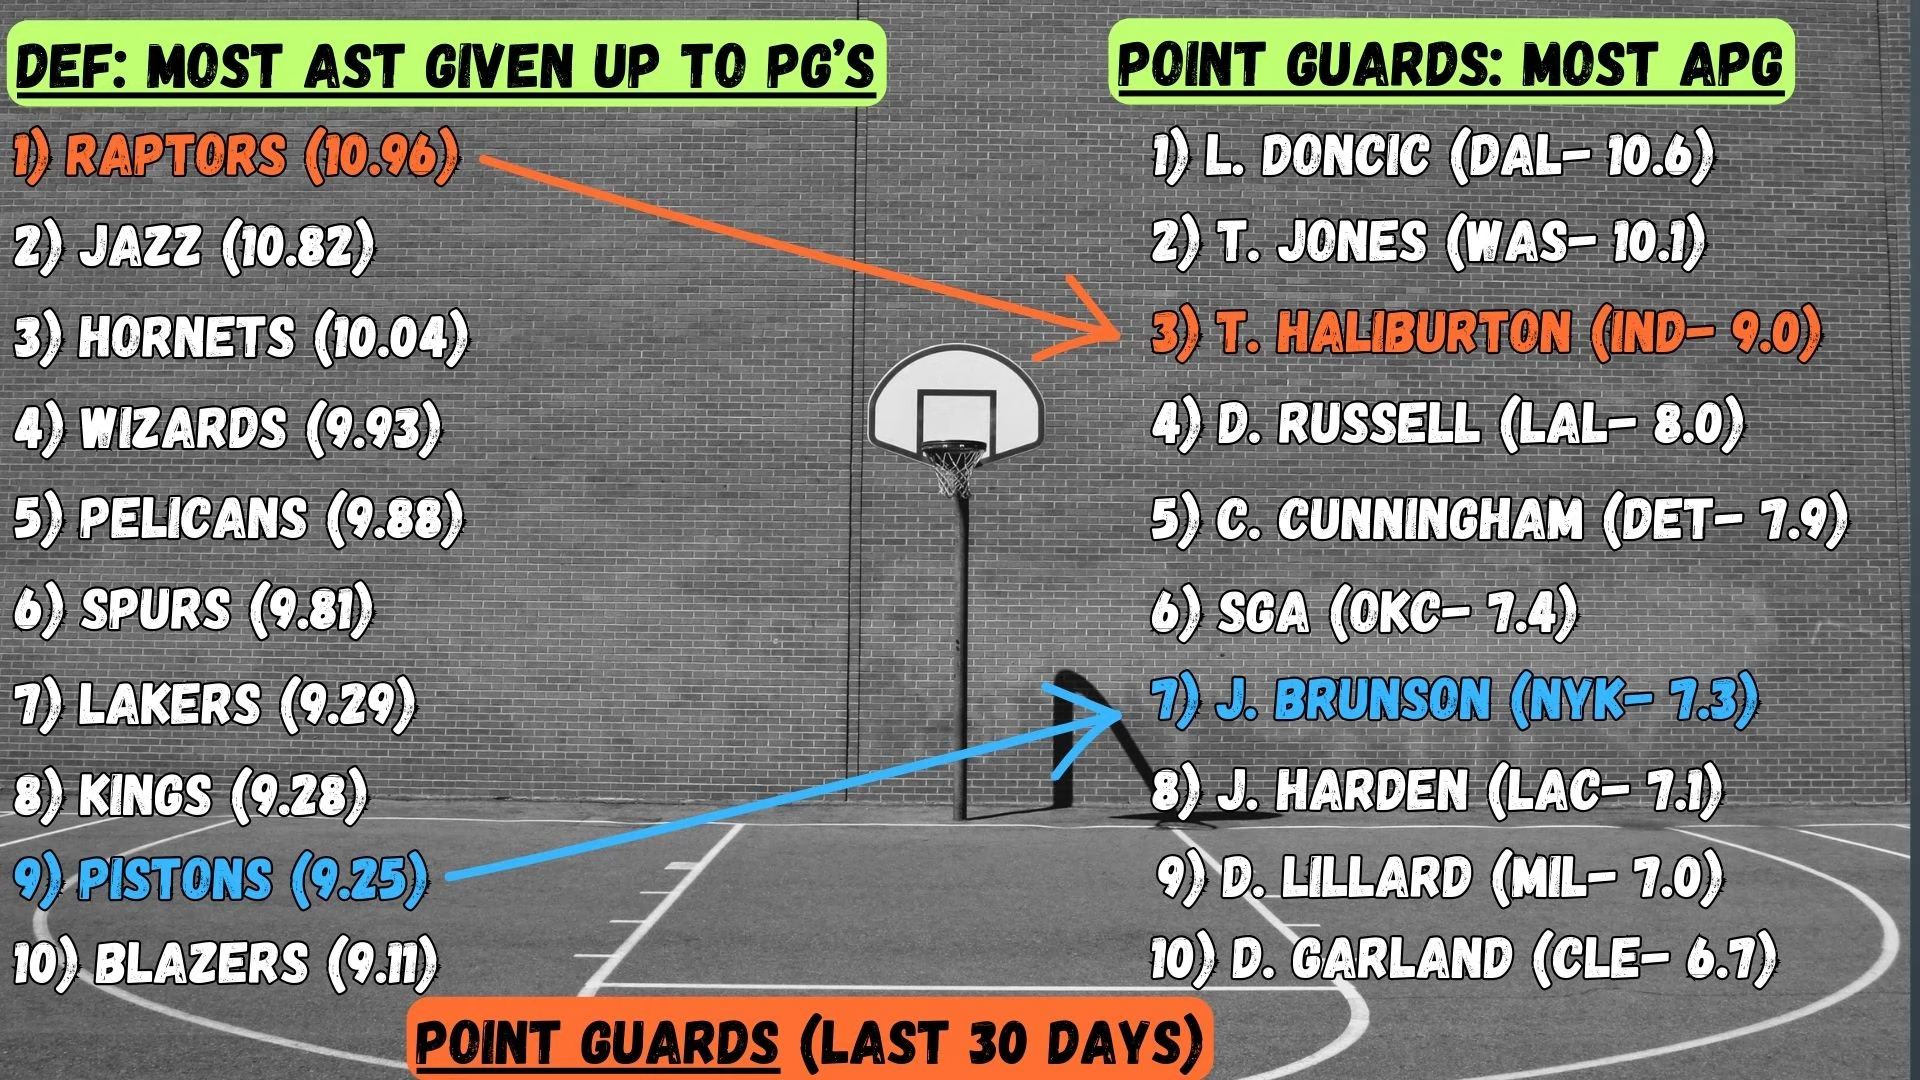 DEF: MOST AST GIVEN UP TO PG'S
1) RAPTORS (10.96)
2) JAZZ (10.82)
3) HORNETS (10.04)
4) WIZARDS (9.93)
5) PELICANS (9.88)
6) SPURS (9.81)
7) LAKERS (9.29)
8) KINGS (9.28)
9) PISTONS (9.25)
10) BLAZERS (9.11)
POINT GUARDS: MOST APG
1) L. DONCIC (DAL– 10.6)
2) T. JONES (WAS– 10.1)
3) T. HALIBURTON (IND– 9.0)
4) D. RUSSELL (LAL– 8.0)
5) C. CUNNINGHAM (DET– 7.9)
6) SGA (OKC– 7.4)
7) J. BRUNSON (NYK– 7.3)
8) J. HARDEN (LAC– 7.1)
9) D. LILLARD (MIL– 7.0)
10) D. GARLAND (CLE– 6.7)
POINT GUARDS (LAST 30 DAYS)